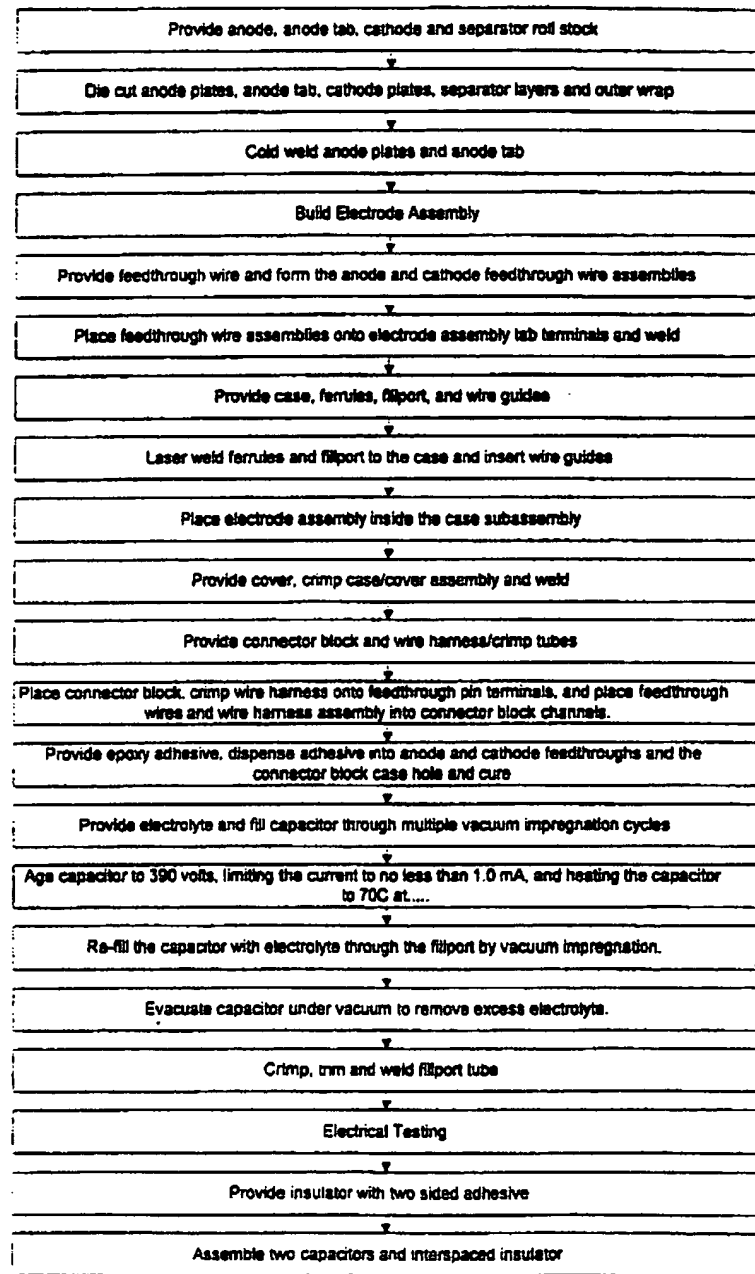 Provide anode, anode tab, cathode and separator roll stock
Die cut anode plates, anode tab, cathode plates, separator layers and outer wrap
Cold weld anode plates and anode tab
Build Electrode Assembly
Provide feedthrough wire and form the anode and cathode feedthrough wire assemblies
Place feedthrough wire assemblies onto electrode assembly tab terminals and weld
Provide case, ferrules, fillport, and wire guides
Laser weld ferrules and fillport to the case and insert wire guides
Place electrode assembly inside the case subassembly
Provide cover, crimp case/cover assembly and weld
Provide connector block and wire harness/crimp tubes
Place connector block, crimp wire harness onto feedthrough pin terminals, and place feedthrough
wires and wire harness assembly into connector block channels.
Provide epoxy adhesive, dispense adhesive into anode and cathode feedthroughs and the
connector block case hole and cure
Provide electrolyte and fill capacitor through multiple vacuum impregnation cycles
Age capacitor to 390 volts, limiting the current to no less than 1.0 mA, and heating the capacitor
to 70C at.....
Re-fill the capacitor with electrolyte through the fillport by vacuum impregnation.
Evacuate capacitor under vacuum to remove excess electrolyte.
Crimp, trim and weld fillport tube
Electrical Testing
Provide insulator with two sided adhesive
Assemble two capacitors and interspaced insulator